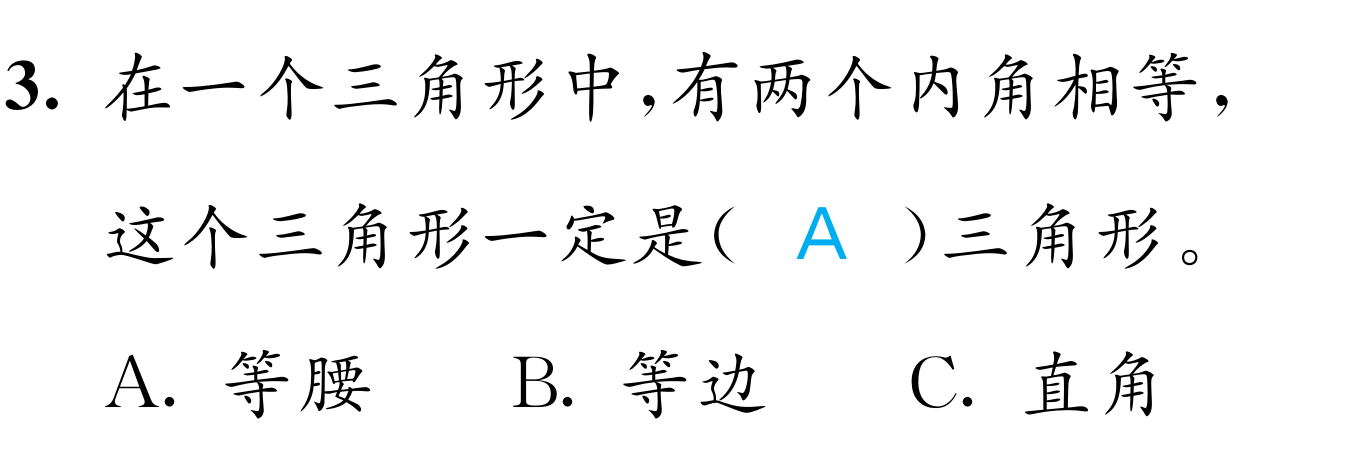 3. 在一个三角形中,有两个内角相等,
这个三角形一定是( A )三角形。
A. 等腰 B. 等边 C. 直角